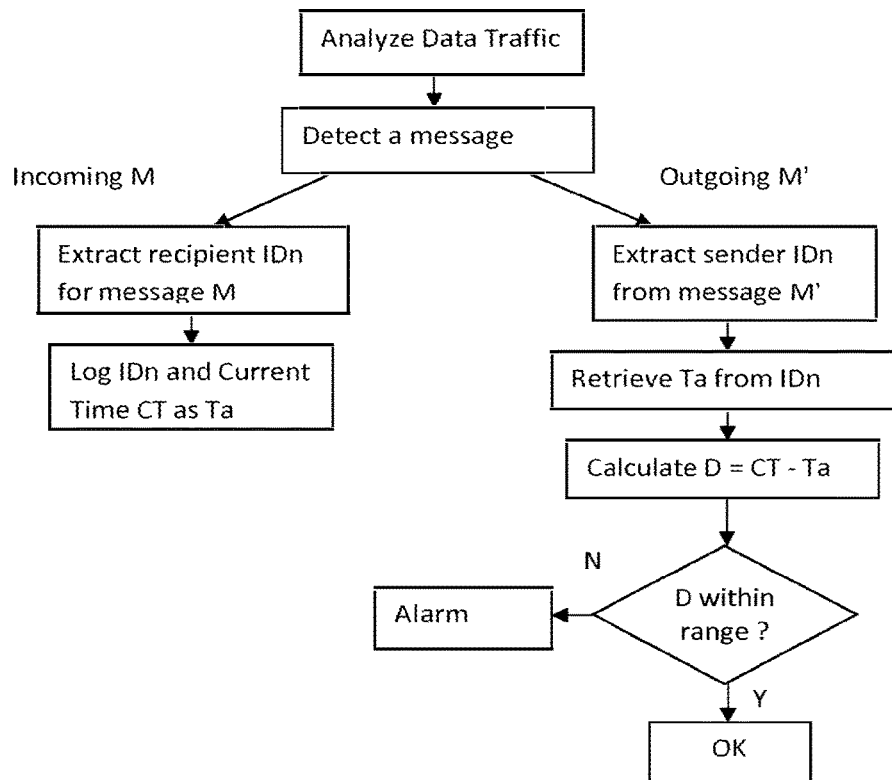 Analyze Data Traffic
Detect a message
Incoming M
Outgoing M'
Extract recipient IDn
for message M
Extract sender IDn
from message M'
Log IDn and Current
Time CT as Ta
Retrieve Ta from IDn
Calculate D = CT - Ta
N
D within
range ?
Alarm
Y
OK